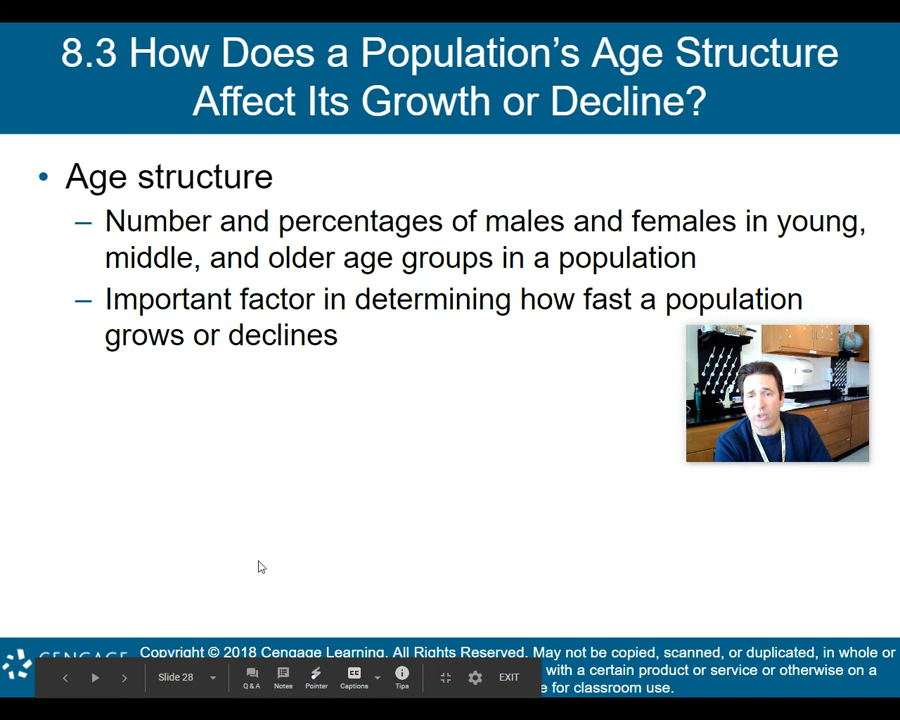 8.3 How Does a Population's Age Structure
Affect Its Growth or Decline?
• Age structure
– Number and percentages of males and females in young,
middle, and older age groups in a population
– Important factor in determining how fast a population
grows or declines
CENGAGE
Copyright © 2018 Cengage Learning. All Rights Reserved. May not be copied, scanned, or duplicated, in whole or
with a certain product or service or otherwise on a
e for classroom use.
Slide 28
Q & A
Notes
Pointer
CC
Captions
Tips
EXIT